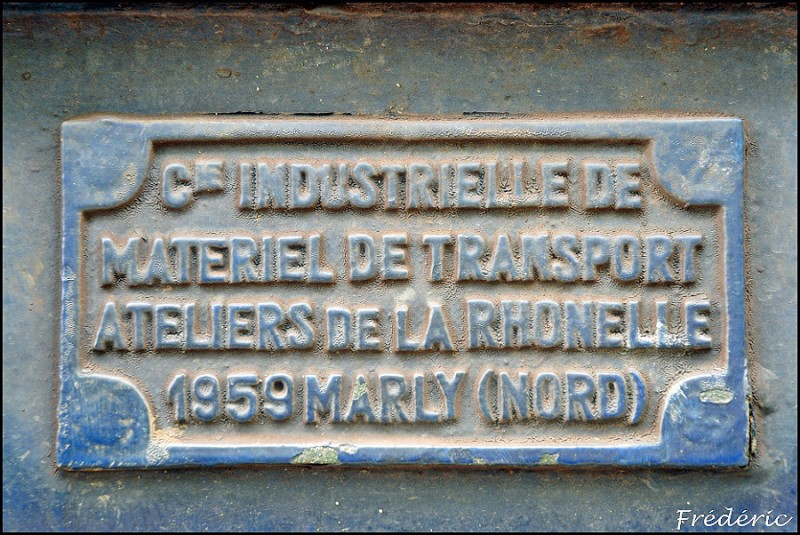 CIE INDUSTRIELLE DE
MATERIEL DE TRANSPORT
ATELIERS DE LA RHONELLE
1959 MARLY (NORD)
Frédéric